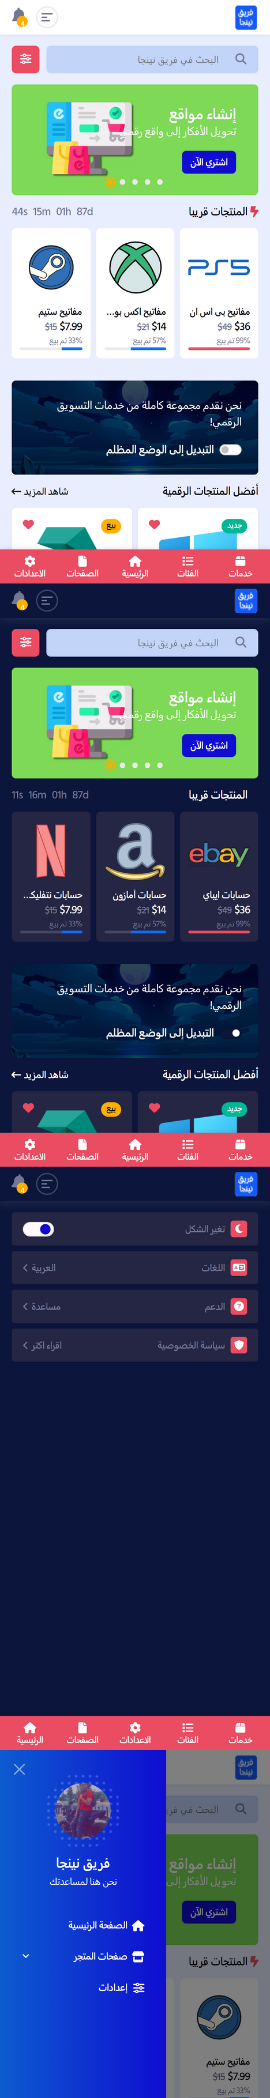 فريق نينجا
4
البحث في فريق نينجا
إنشاء مواقع
تحويل الأفكار إلى واقع رقمي
اشتري الآن
المنتجات قريبا
87d 01h 15m 44s
مفاتيح بى اس ان
$36 $49
99% تم بيع
مفاتيح اكس بو...
$14 $21
57% تم بيع
مفاتيح ستيم
$7.99 $15
33% تم بيع
نحن نقدم مجموعة كاملة من خدمات التسويق
الرقمي!
التبديل إلى الوضع المظلم
أفضل المنتجات الرقمية
شاهد المزيد
جديد
بيع
خدمات
الفئات
الرئيسية
الصفحات
الاعدادات
فريق نينجا
4
البحث في فريق نينجا
إنشاء مواقع
تحويل الأفكار إلى واقع رقمي
اشتري الآن
المنتجات قريبا
87d 01h 16m 11s
ebay
حسابات ايباي
$36 $49
99% تم بيع
حسابات أمازون
$14 $21
57% تم بيع
حسابات نتفليكـ...
$7.99 $15
33% تم بيع
نحن نقدم مجموعة كاملة من خدمات التسويق
الرقمي!
التبديل إلى الوضع المظلم
أفضل المنتجات الرقمية
شاهد المزيد
جديد
بيع
خدمات
الفئات
الرئيسية
الصفحات
الاعدادات
فريق نينجا
4
تغير الشكل
اللغات
العربية
الدعم
مساعدة
سياسة الخصوصية
اقراء اكثر
خدمات
الفئات
الاعدادات
الصفحات
الرئيسية
فريق نينجا
البحث في ف
إنشاء مواقع
تحويل الأفكار إلى
اشتري الآن
المنتجات قريبا
مفاتيح ستيم
$7.99 $15
33% تم بيع
فريق نينجا
نحن هنا لمساعدتك
الصفحة الرئيسية
صفحات المتجر
إعدادات